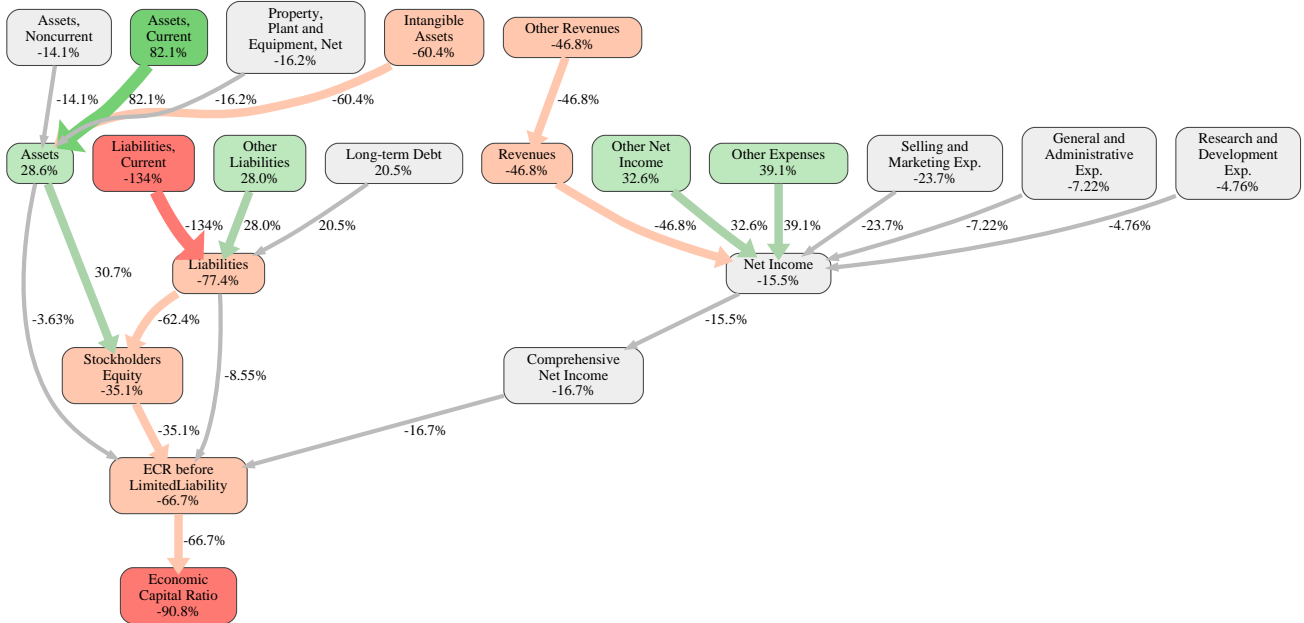 Assets,
Noncurrent
-14.1%
Assets,
Current
82.1%
Property,
Plant and
Equipment, Net
-16.2%
Intangible
Assets
-60.4%
Other Revenues
-46.8%
-14.1%
82.1%
-16.2%
-60.4%
-46.8%
Assets
28.6%
Liabilities,
Current
-134%
Other
Liabilities
28.0%
Long-term Debt
20.5%
Revenues
-46.8%
Other Net
Income
32.6%
Other Expenses
39.1%
Selling and
Marketing Exp.
-23.7%
General and
Administrative
Exp.
-7.22%
Research and
Development
Exp.
-4.76%
-134%
28.0%
20.5%
-46.8%
32.6%
39.1%
-23.7%
-7.22%
-4.76%
30.7%
Liabilities
-77.4%
Net Income
-15.5%
-3.63%
-62.4%
-15.5%
Stockholders
Equity
-35.1%
-8.55%
Comprehensive
Net Income
-16.7%
-35.1%
-16.7%
ECR before
LimitedLiability
-66.7%
-66.7%
Economic
Capital Ratio
-90.8%